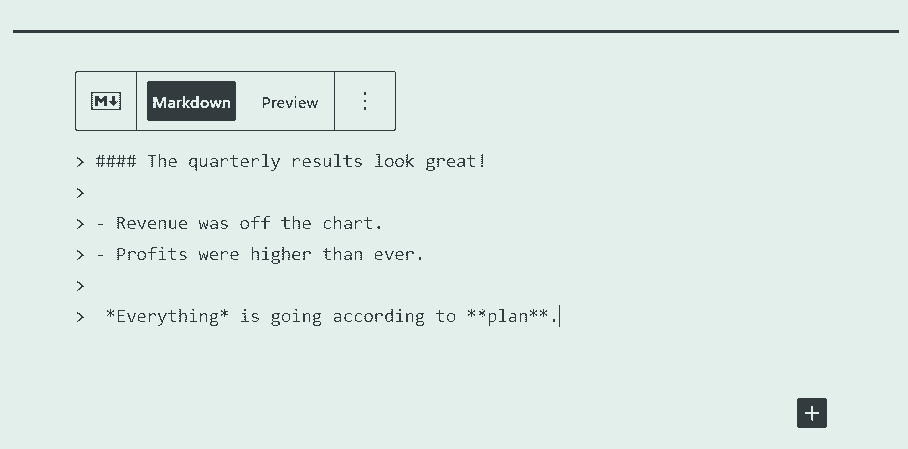 M↓ Markdown Preview
> #### The quarterly results look great!
>
> - Revenue was off the chart.
> - Profits were higher than ever.
>
>  *Everything* is going according to **plan**.